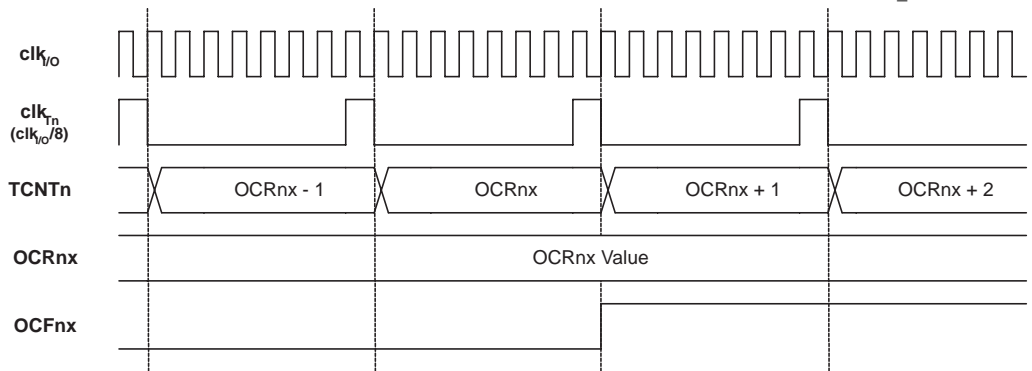 clkI/O
clkTn
(clkI/O/8)
TCNTn
OCRnx - 1
OCRnx
OCRnx + 1
OCRnx + 2
OCRnx
OCRnx Value
OCFnx